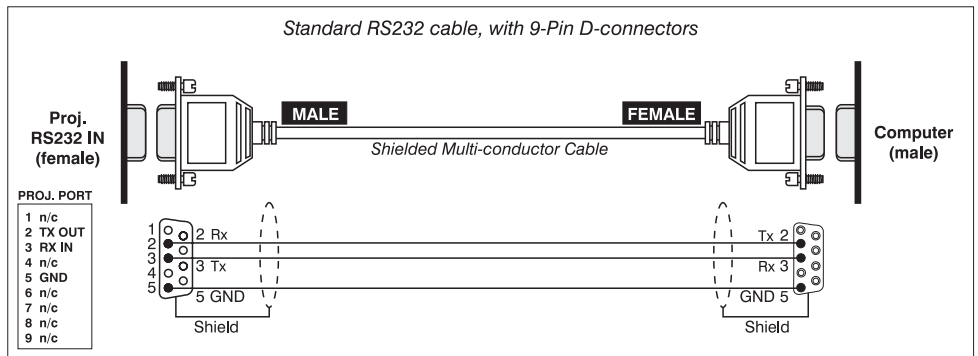 Standard RS232 cable, with 9-Pin D-connectors
Proj.
RS232 IN
(female)
MALE
FEMALE
Shielded Multi-conductor Cable
Computer
(male)
PROJ. PORT
1 n/c
2 TX OUT
3 RX IN
4 n/c
5 GND
6 n/c
7 n/c
8 n/c
9 n/c
1
2
3
4
5
2 Rx
3 Tx
5 GND
Shield
Tx 2
Rx 3
GND 5
Shield